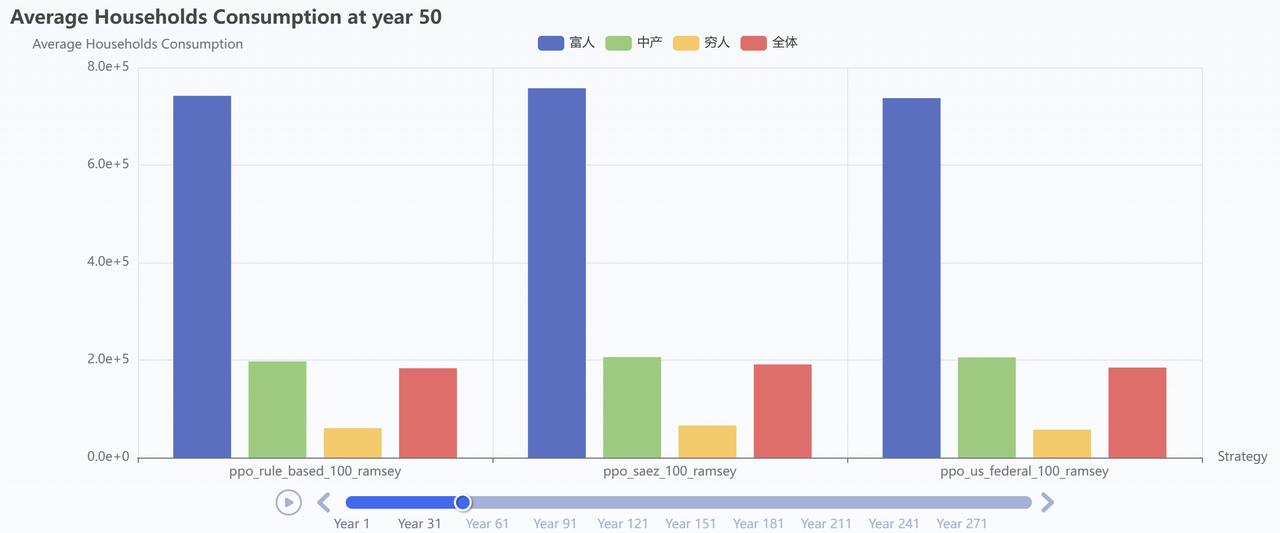 Average Households Consumption at year 50
Average Households Consumption
富人 中产 穷人 全体
8.0e+5
6.0e+5
4.0e+5
2.0e+5
0.0e+0
Strategy
ppo_rule_based_100_ramsey ppo_saez_100_ramsey ppo_us_federal_100_ramsey
Year 1 Year 31 Year 61 Year 91 Year 121 Year 151 Year 181 Year 211 Year 241 Year 271